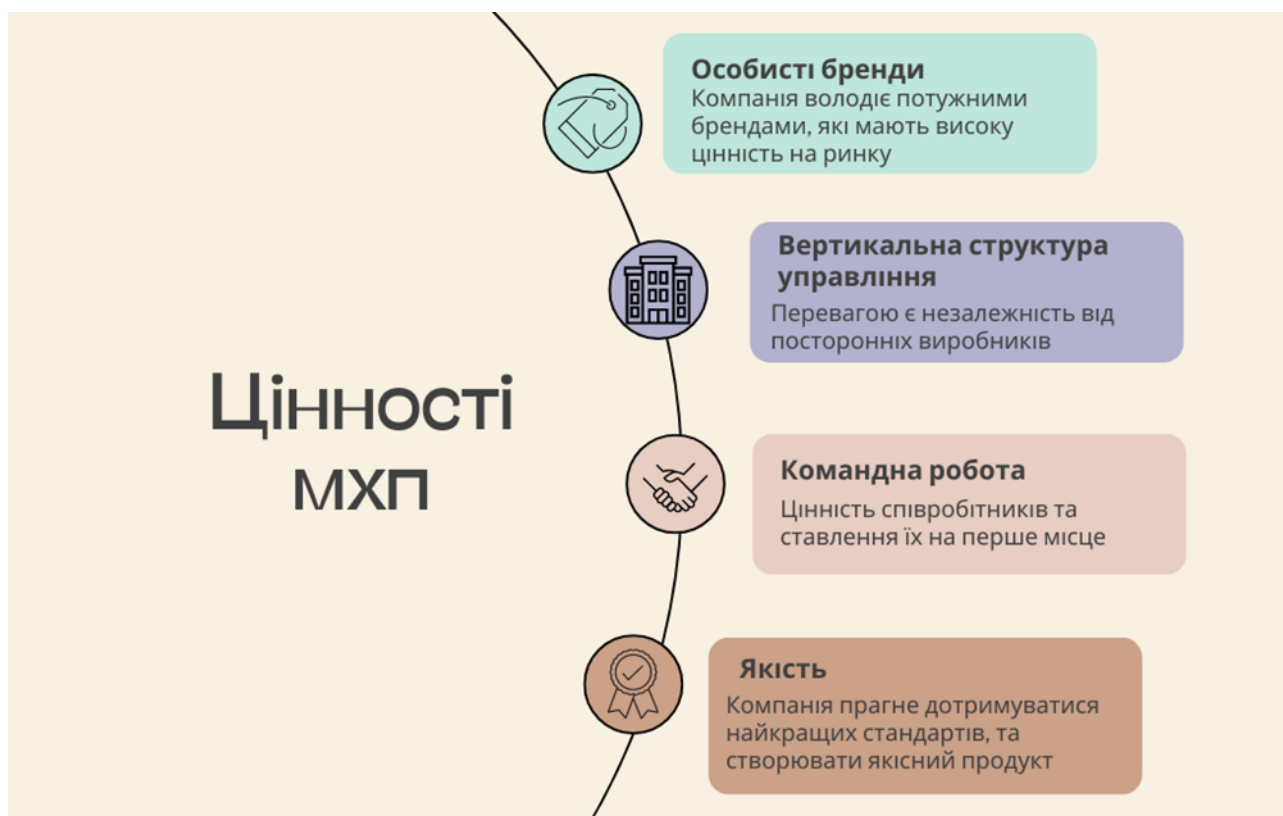 Цінності
МХП
Особисті бренди
Компанія володіє потужними
брендами, які мають високу
цінність на ринку
Вертикальна структура
управління
Перевагою є незалежність від
посторонніх виробників
Командна робота
Цінність співробітників та
ставлення їх на перше місце
Якість
Компанія прагне дотримуватися
найкращих стандартів, та
створювати якісний продукт